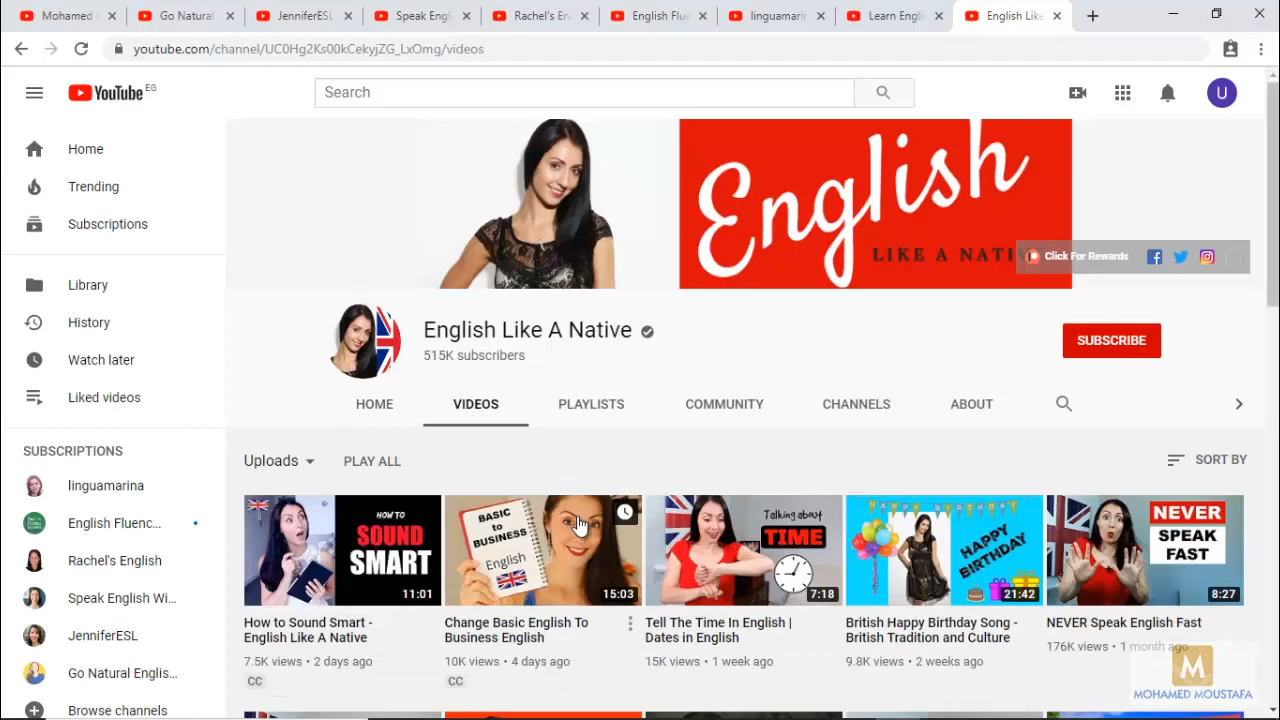 Mohamed
Go Natural
JenniferESL
Speak Engl
Rachel's En
English Flue
linguamarin
Learn Englis
English Like
youtube.com/channel/UC0Hg2Ks00kCekyjZG_LxOmg/videos
YouTube EG
Search
U
Home
Trending
Subscriptions
Library
History
Watch later
Liked videos
SUBSCRIPTIONS
linguamarina
English Fluenc...
Rachel's English
Speak English Wi...
JenniferESL
Go Natural Englis...
Browse channels
English
LIKE A NATI
Click For Rewards
English Like A Native
515K subscribers
SUBSCRIBE
HOME
VIDEOS
PLAYLISTS
COMMUNITY
CHANNELS
ABOUT
Uploads
PLAY ALL
SORT BY
HOW TO
SOUND
SMART
11:01
BASIC
to
BUSINESS
English
15:03
Talking about
TIME
7:18
HAPPY BIRTHDAY
HAPPY
BIRTHDAY
21:42
NEVER
SPEAK
FAST
8:27
How to Sound Smart -
English Like A Native
7.5K views • 2 days ago
CC
Change Basic English To
Business English
10K views • 4 days ago
CC
Tell The Time In English |
Dates in English
15K views • 1 week ago
British Happy Birthday Song -
British Tradition and Culture
9.8K views • 2 weeks ago
NEVER Speak English Fast
176K views • 1 month ago
M
MOHAMED MOUSTAFA